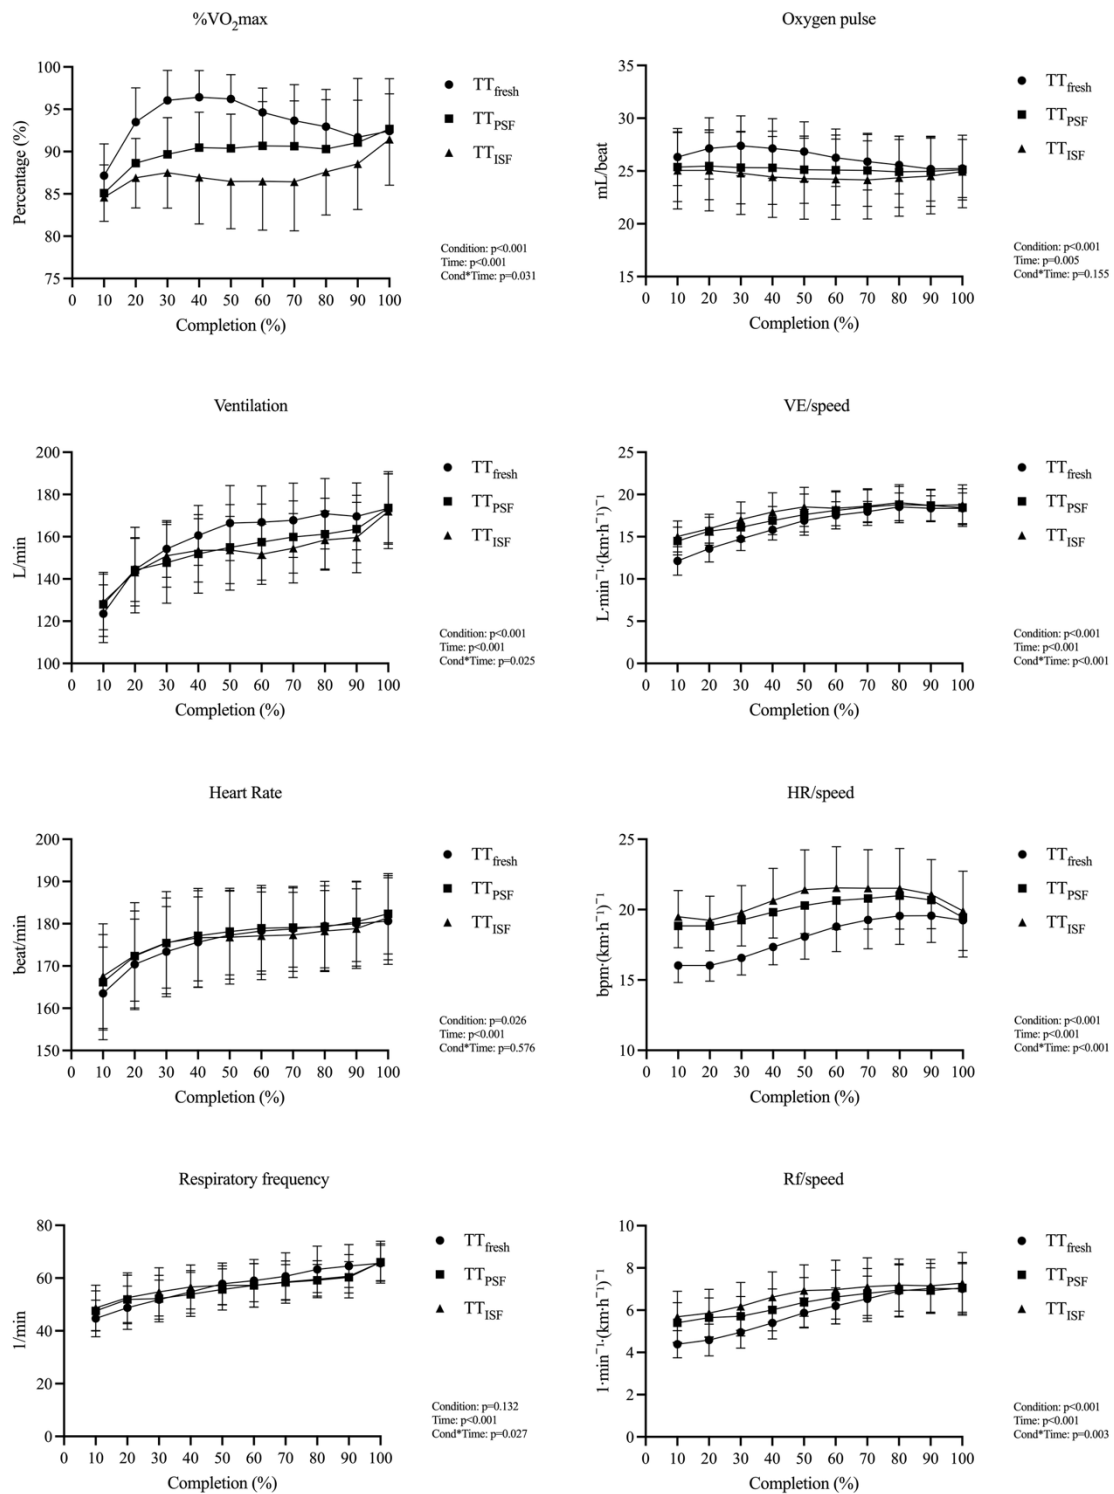 %VO₂max
Percentage (%)
100
95
90
85
80
75
0 10 20 30 40 50 60 70 80 90 100
Completion (%)
TTfresh
TTPSF
TTISF
Condition: p<0.001
Time: p<0.001
Cond*Time: p=0.031
Oxygen pulse
mL/beat
35
30
25
20
15
0 10 20 30 40 50 60 70 80 90 100
Completion (%)
TTfresh
TTPSF
TTISF
Condition: p<0.001
Time: p=0.005
Cond*Time: p=0.155
Ventilation
L/min
200
180
160
140
120
100
0 10 20 30 40 50 60 70 80 90 100
Completion (%)
TTfresh
TTPSF
TTISF
Condition: p<0.001
Time: p<0.001
Cond*Time: p=0.025
VE/speed
L·min⁻¹·(km·h⁻¹)⁻¹
25
20
15
10
5
0
0 10 20 30 40 50 60 70 80 90 100
Completion (%)
TTfresh
TTPSF
TTISF
Condition: p<0.001
Time: p<0.001
Cond*Time: p<0.001
Heart Rate
beat/min
200
190
180
170
160
150
0 10 20 30 40 50 60 70 80 90 100
Completion (%)
TTfresh
TTPSF
TTISF
Condition: p=0.026
Time: p<0.001
Cond*Time: p=0.576
HR/speed
bpm·(km·h⁻¹)⁻¹
25
20
15
10
0 10 20 30 40 50 60 70 80 90 100
Completion (%)
TTfresh
TTPSF
TTISF
Condition: p<0.001
Time: p<0.001
Cond*Time: p<0.001
Respiratory frequency
1/min
80
60
40
20
0
0 10 20 30 40 50 60 70 80 90 100
Completion (%)
TTfresh
TTPSF
TTISF
Condition: p=0.132
Time: p<0.001
Cond*Time: p=0.027
Rf/speed
1·min⁻¹·(km·h⁻¹)⁻¹
10
8
6
4
2
0
0 10 20 30 40 50 60 70 80 90 100
Completion (%)
TTfresh
TTPSF
TTISF
Condition: p<0.001
Time: p<0.001
Cond*Time: p=0.003